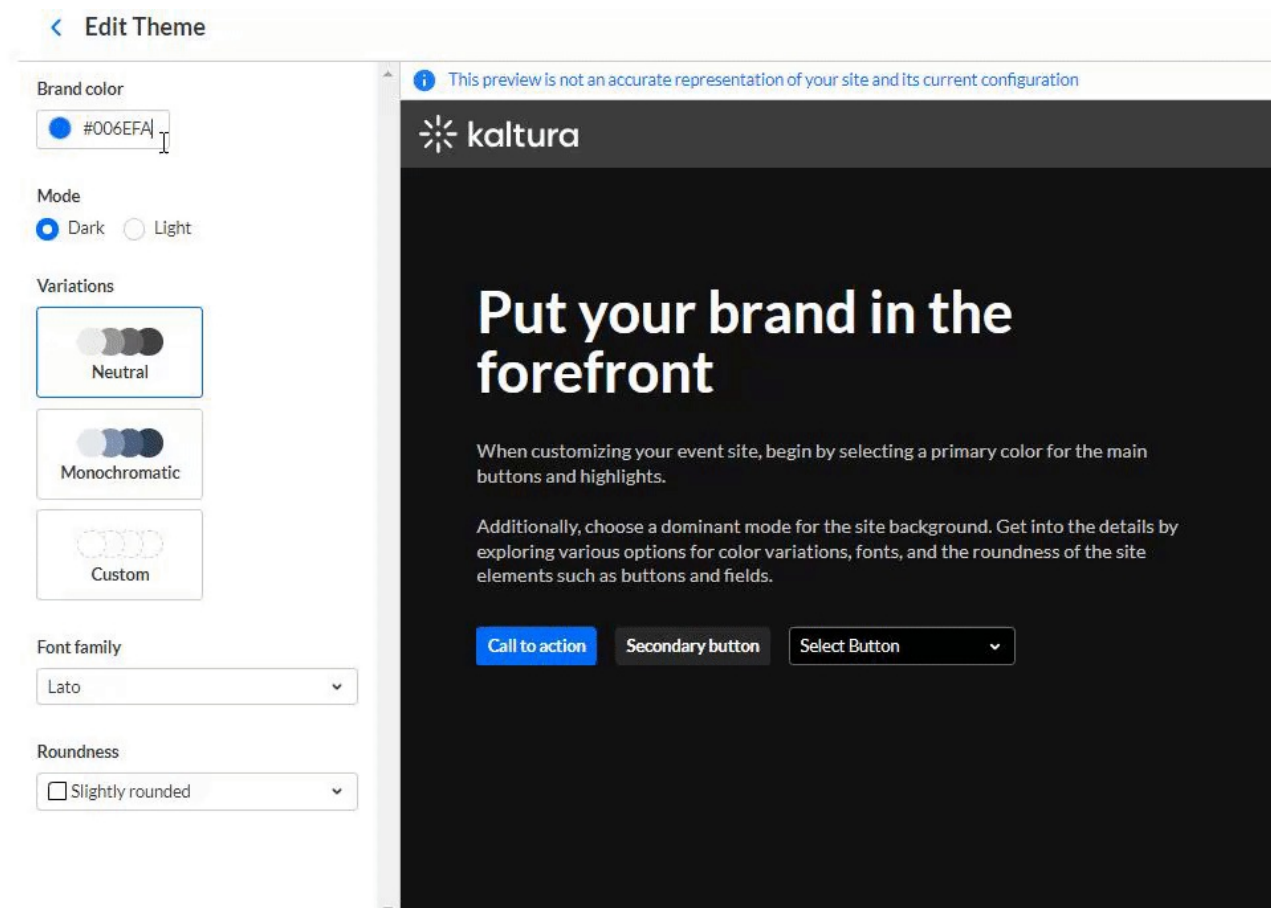 Edit Theme
Brand color
#006EFA
Mode
Dark
Light
Variations
Neutral
Monochromatic
Custom
Font family
Lato
Roundness
Slightly rounded
This preview is not an accurate representation of your site and its current configuration
kaltura
Put your brand in the
forefront
When customizing your event site, begin by selecting a primary color for the main
buttons and highlights.
Additionally, choose a dominant mode for the site background. Get into the details by
exploring various options for color variations, fonts, and the roundness of the site
elements such as buttons and fields.
Call to action
Secondary button
Select Button